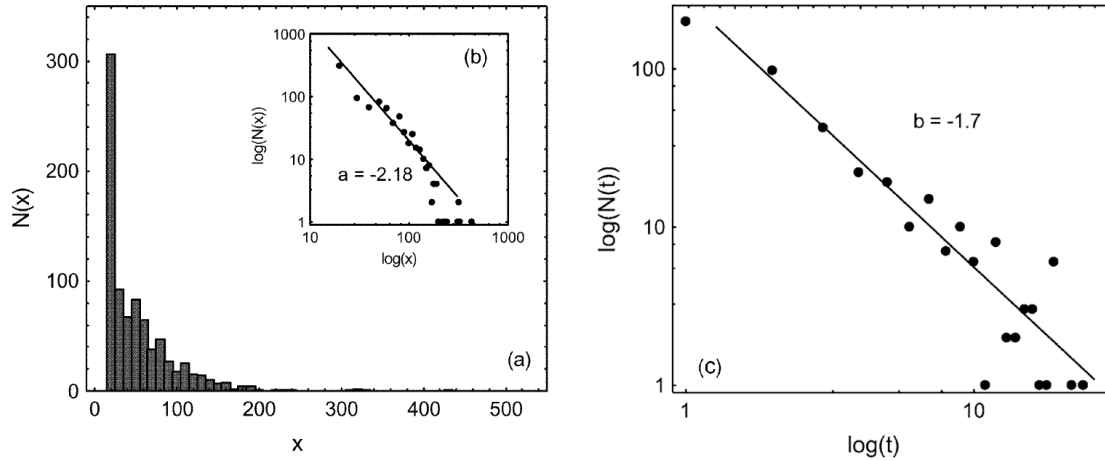 300
200
100
0
N(x)
0 100 200 300 400 500
x
(a)
1000
100
10
1
log(N(x))
10 100 1000
log(x)
(b)
a = -2.18
100
10
1
log(N(t))
1 10
log(t)
b = -1.7
(c)